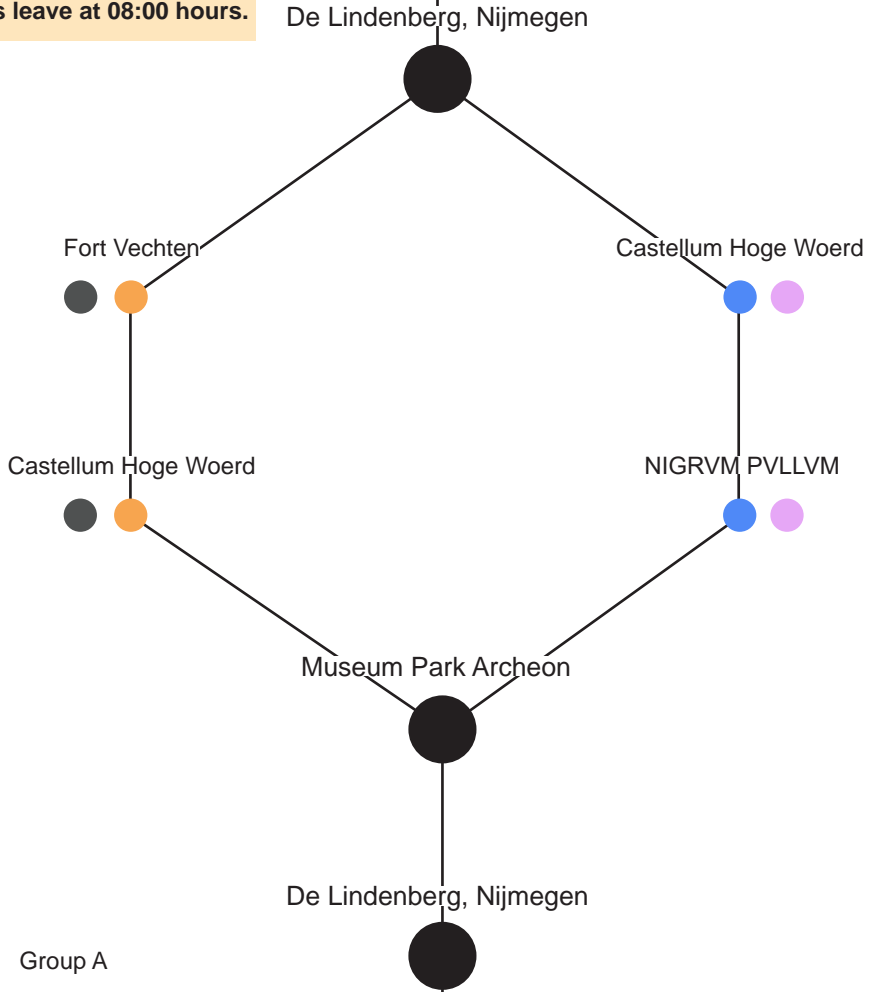 s leave at 08:00 hours.
De Lindenberg, Nijmegen
Fort Vechten
Castellum Hoge Woerd
Castellum Hoge Woerd
NIGRVM PVLLVM
Museum Park Archeon
De Lindenberg, Nijmegen
Group A